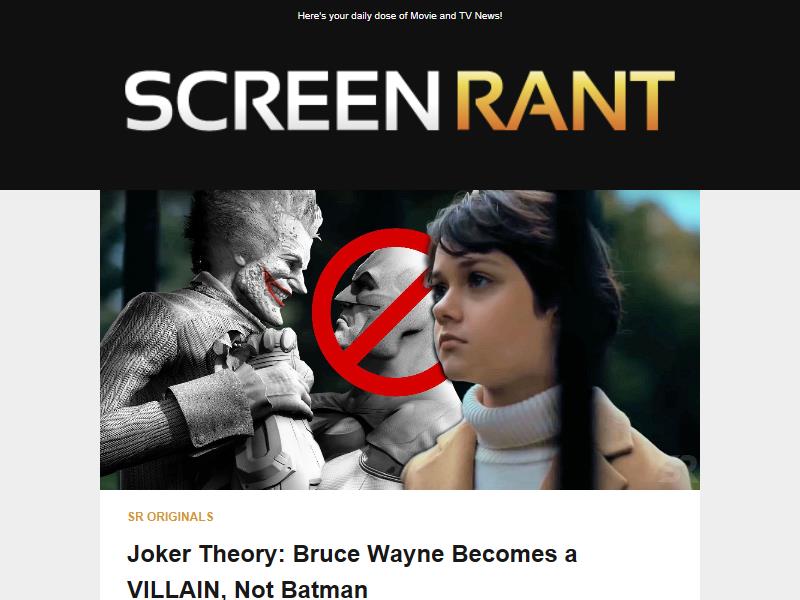 Here's your daily dose of Movie and TV News!
SCREEN RANT
SR
SR ORIGINALS
Joker Theory: Bruce Wayne Becomes a
VILLAIN, Not Batman